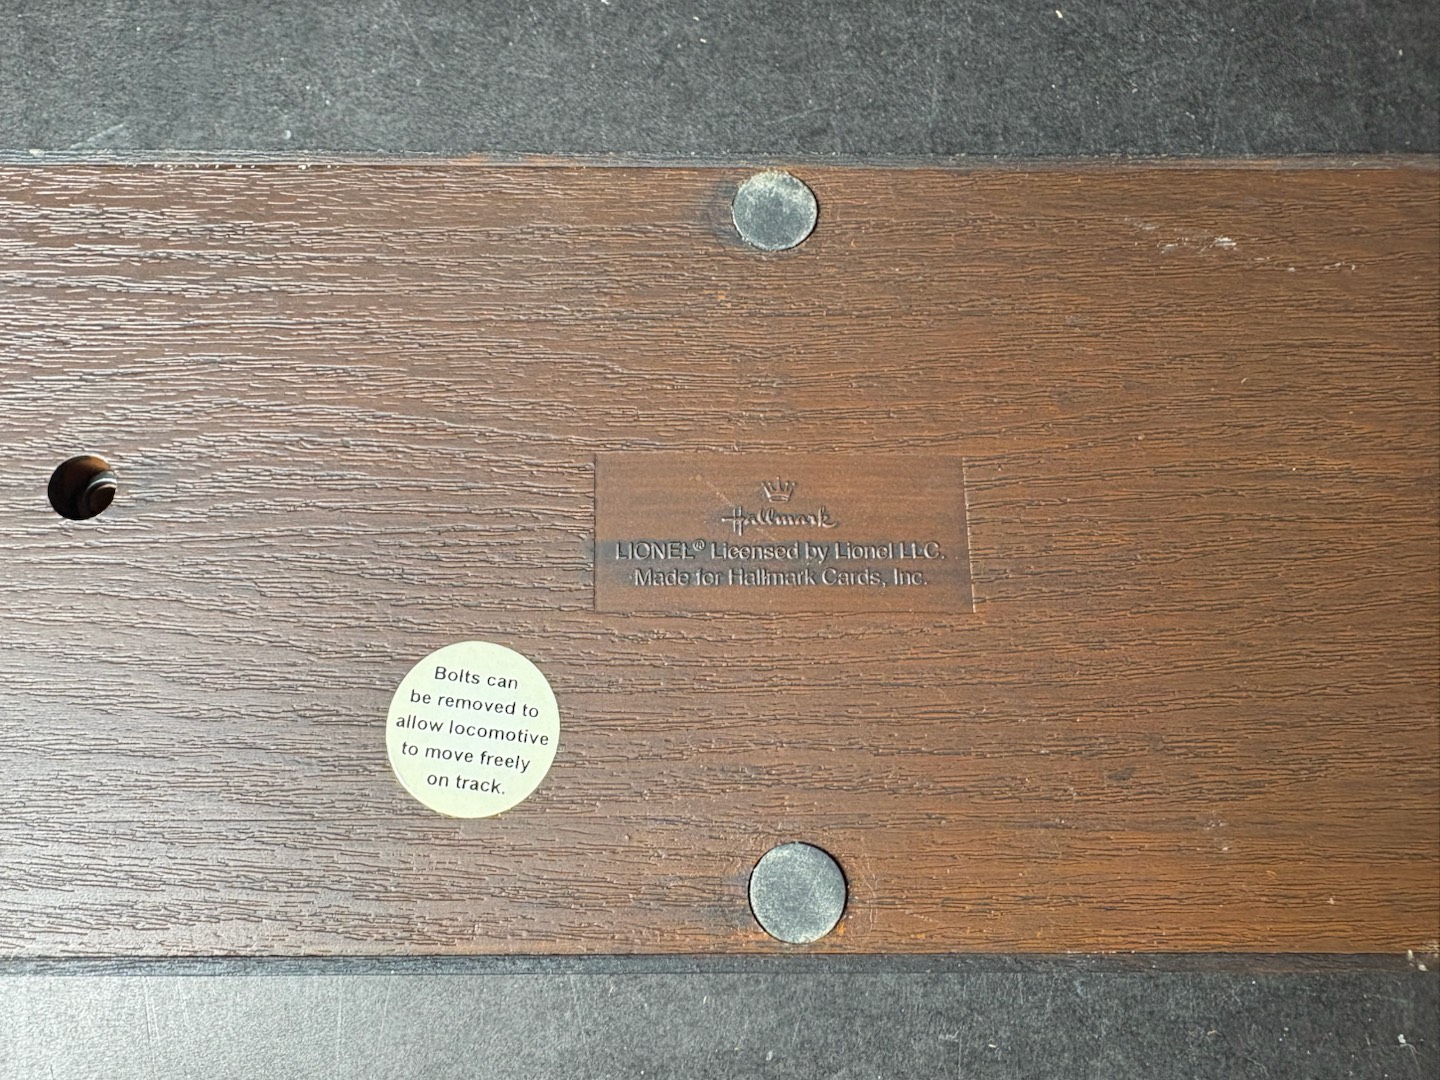 Hallmark
LIONEL® Licensed by Lionel LLC.
Made for Hallmark Cards, Inc.
Bolts can
be removed to
allow locomotive
to move freely
on track.